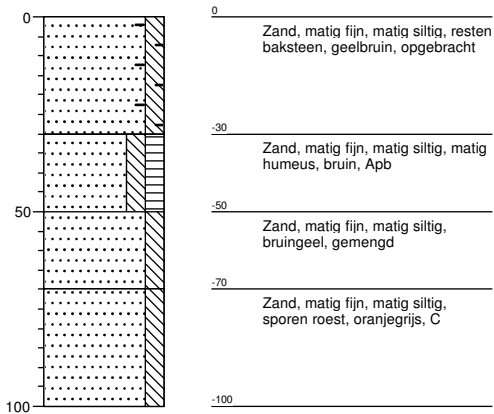 0
0
Zand, matig fijn, matig siltig, resten
baksteen, geelbruin, opgebracht
-30
Zand, matig fijn, matig siltig, matig
humeus, bruin, Apb
50
-50
Zand, matig fijn, matig siltig,
bruingeel, gemengd
-70
Zand, matig fijn, matig siltig,
sporen roest, oranjegrijs, C
100
-100